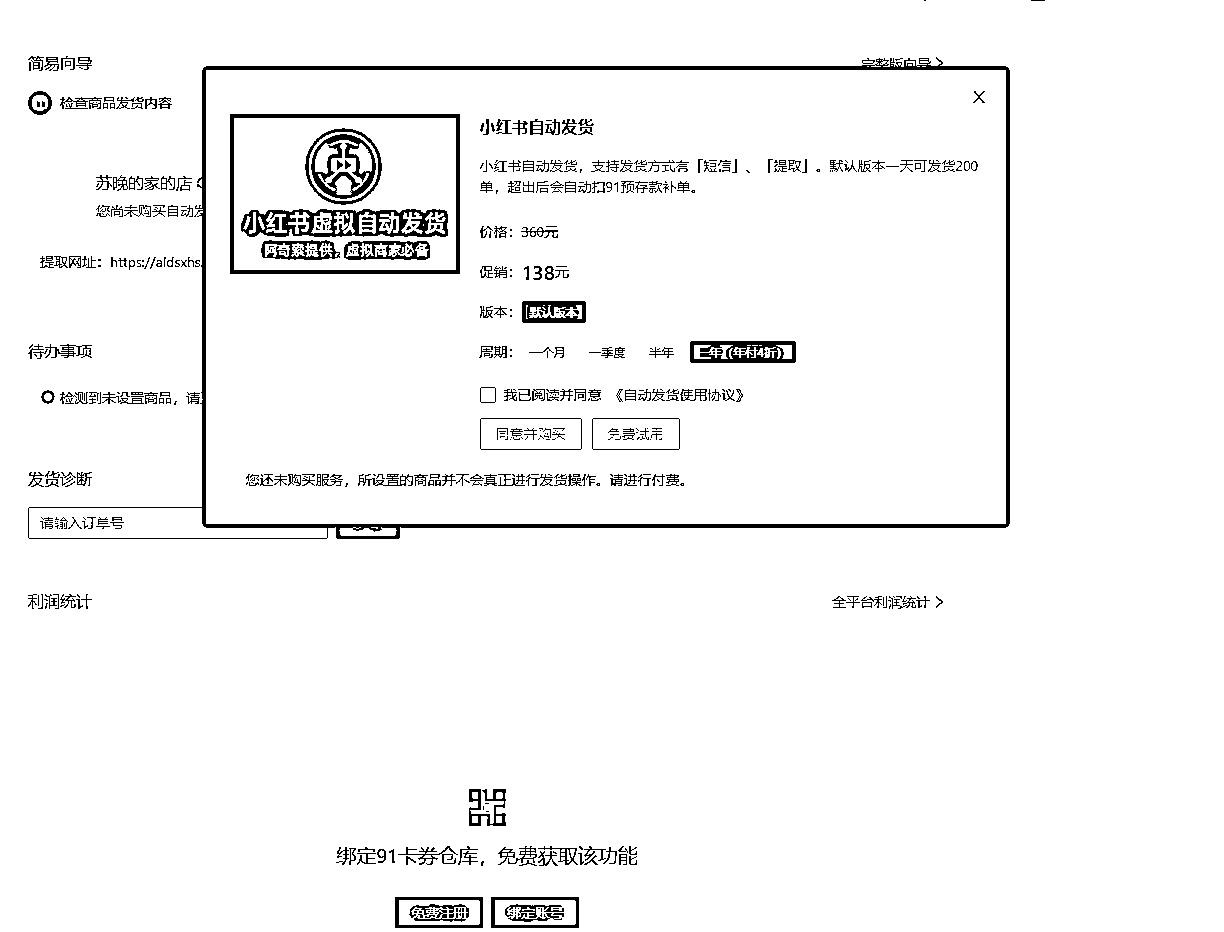 简易向导
完整版向导 >
检查商品发货内容
苏晚的家的店
您尚未购买自动发
提取网址：https://aldsxhs.
待办事项
检测到未设置商品，请
发货诊断
请输入订单号
小红书虚拟自动发货
阿奇索提供，虚拟商家必备
小红书自动发货
小红书自动发货，支持发货方式有「短信」、「提取」。默认版本一天可发货200
单，超出后会自动扣91预存款补单。
价格：360元
促销：138元
版本：[默认版本]
周期：一个月 一季度 半年 一年(年付4折)
我已阅读并同意 《自动发货使用协议》
同意并购买 免费试用
您还未购买服务，所设置的商品并不会真正进行发货操作。请进行付费。
利润统计
全平台利润统计 >
绑定91卡券仓库，免费获取该功能
免费注册 绑定账号